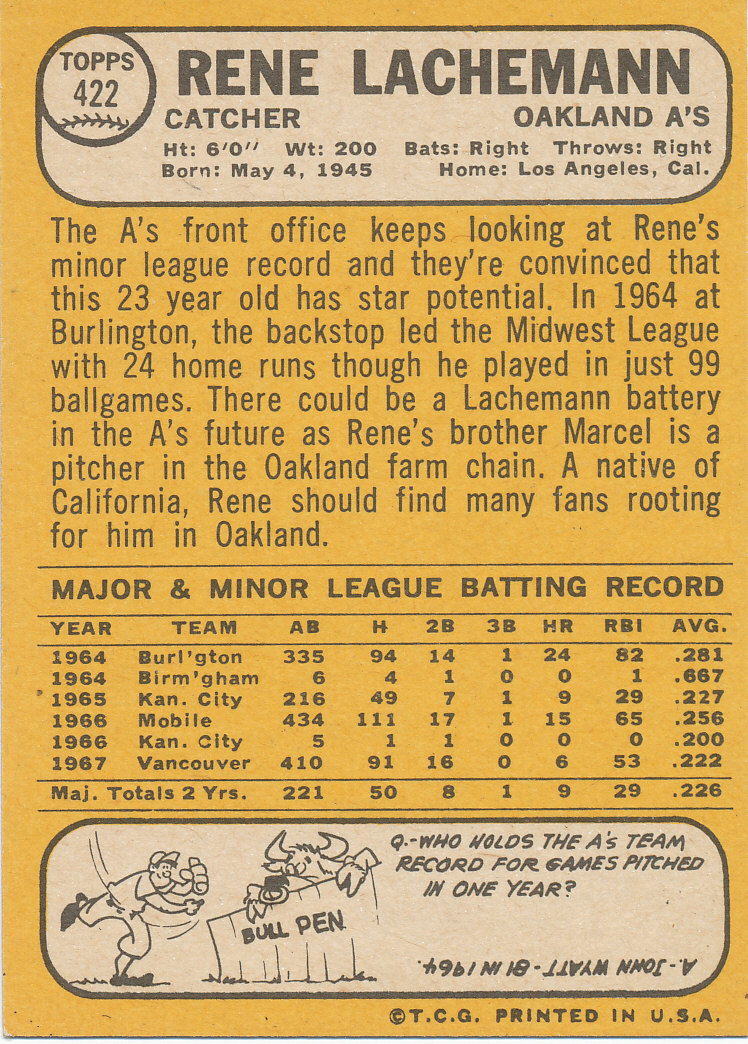 TOPPS
422
RENE LACHEMANN
CATCHER OAKLAND A'S
Ht: 6'0" Wt: 200 Bats: Right Throws: Right
Born: May 4, 1945 Home: Los Angeles, Cal.
The A's front office keeps looking at Rene's
minor league record and they're convinced that
this 23 year old has star potential. In 1964 at
Burlington, the backstop led the Midwest League
with 24 home runs though he played in just 99
ballgames. There could be a Lachemann battery
in the A's future as Rene's brother Marcel is a
pitcher in the Oakland farm chain. A native of
California, Rene should find many fans rooting
for him in Oakland.
MAJOR & MINOR LEAGUE BATTING RECORD
YEAR TEAM AB H 2B 3B HR RBI AVG.
1964 Burl'gton 335 94 14 1 24 82 .281
1964 Birm'gham 6 4 1 0 0 1 .667
1965 Kan. City 216 49 7 1 9 29 .227
1966 Mobile 434 111 17 1 15 65 .256
1966 Kan. City 5 1 1 0 0 0 .200
1967 Vancouver 410 91 16 0 6 53 .222
Maj. Totals 2 Yrs. 221 50 8 1 9 29 .226
BULL PEN
Q.-WHO HOLDS THE A's TEAM
RECORD FOR GAMES PITCHED
IN ONE YEAR?
A.-JOHN WYATT-81 IN 1964.
©T.C.G. PRINTED IN U.S.A.